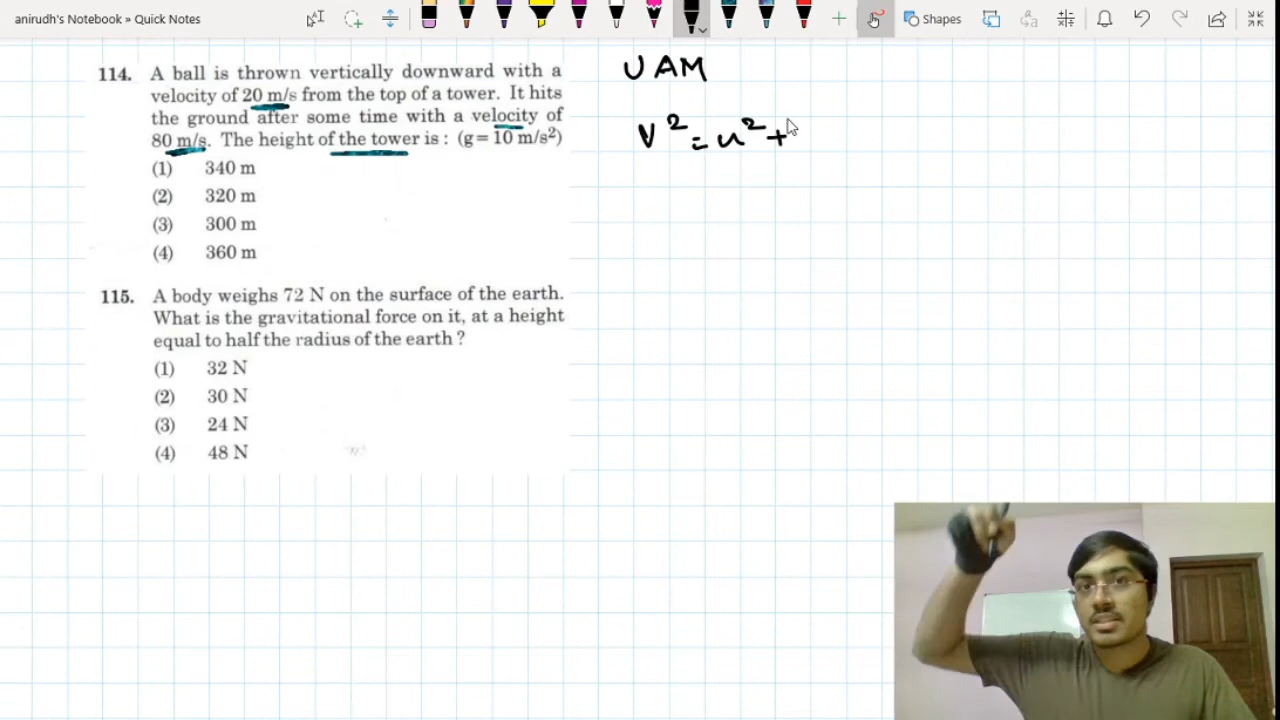 anirudh's Notebook » Quick Notes
Shapes
114. A ball is thrown vertically downward with a
velocity of 20 m/s from the top of a tower. It hits
the ground after some time with a velocity of
80 m/s. The height of the tower is : (g = 10 m/s²)
(1) 340 m
(2) 320 m
(3) 300 m
(4) 360 m
115. A body weighs 72 N on the surface of the earth.
What is the gravitational force on it, at a height
equal to half the radius of the earth ?
(1) 32 N
(2) 30 N
(3) 24 N
(4) 48 N
UAM
V² = u² +